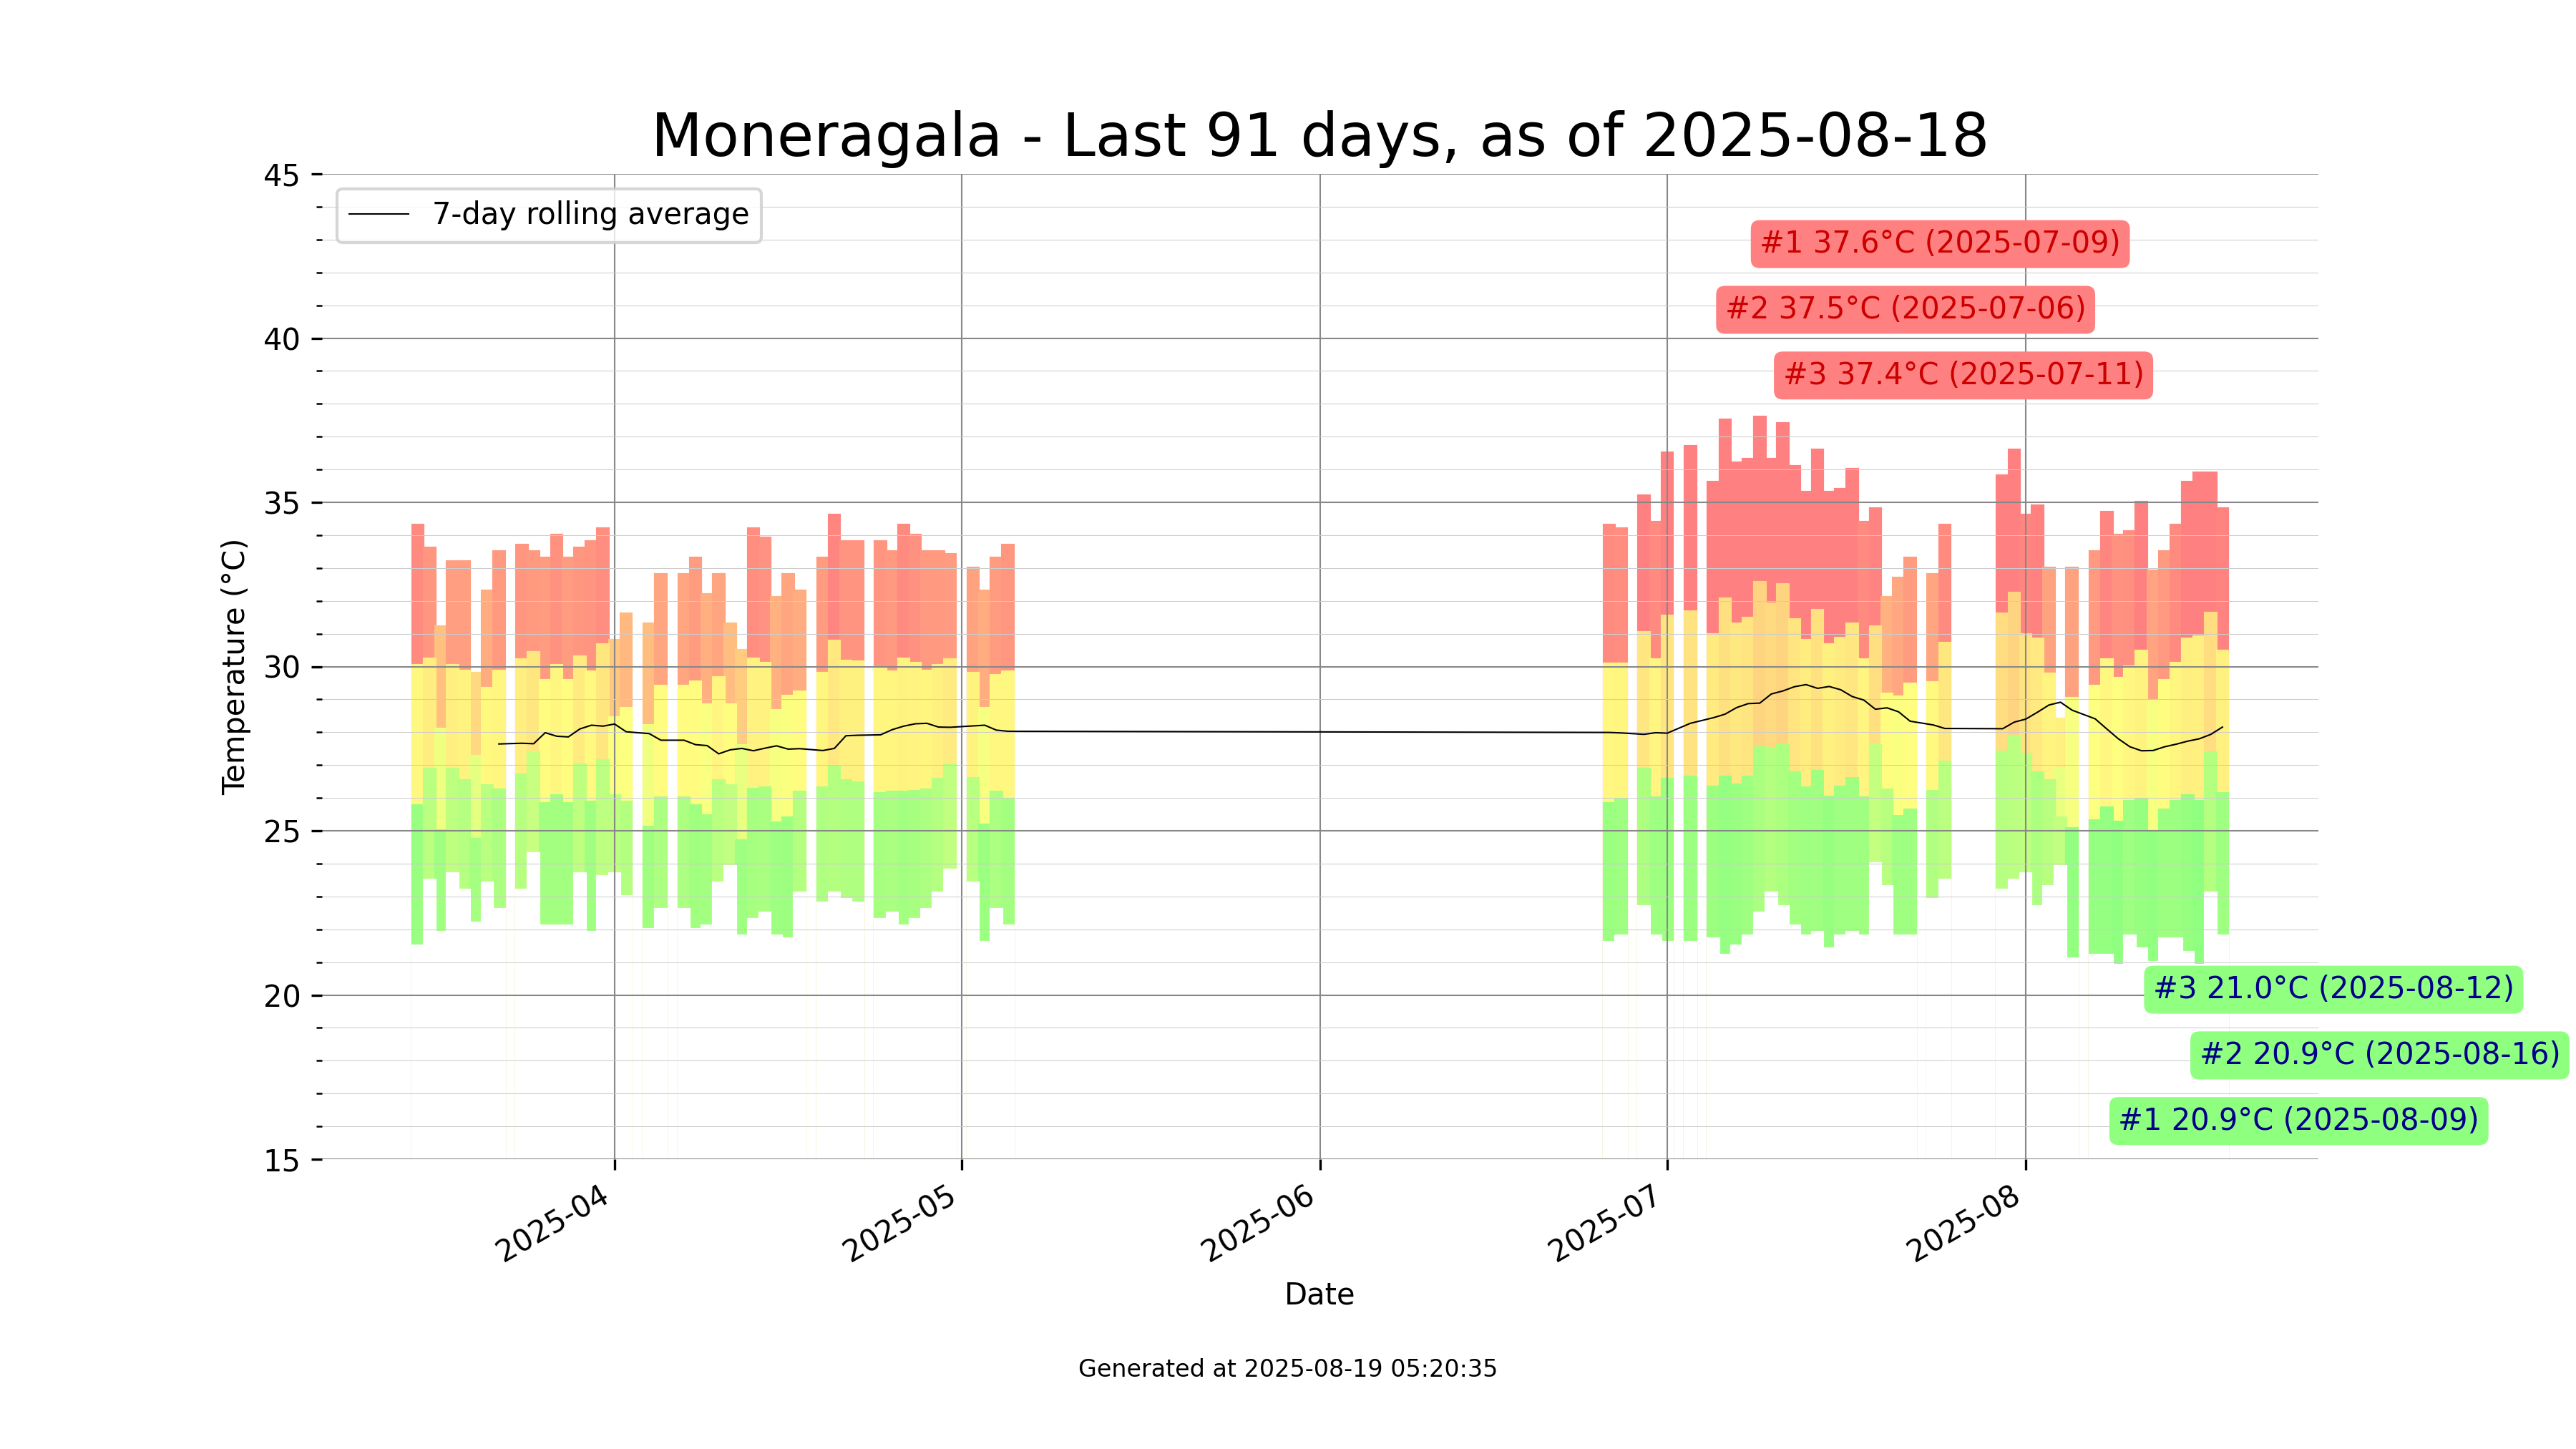 Moneragala - Last 91 days, as of 2025-08-18
45
7-day rolling average
#1 37.6°C (2025-07-09)
#2 37.5°C (2025-07-06)
40
#3 37.4°C (2025-07-11)
35
Temperature (°C)
30
25
20
#3 21.0°C (2025-08-12)
#2 20.9°C (2025-08-16)
#1 20.9°C (2025-08-09)
15
2025-04
2025-05
2025-06
2025-07
2025-08
Date
Generated at 2025-08-19 05:20:35